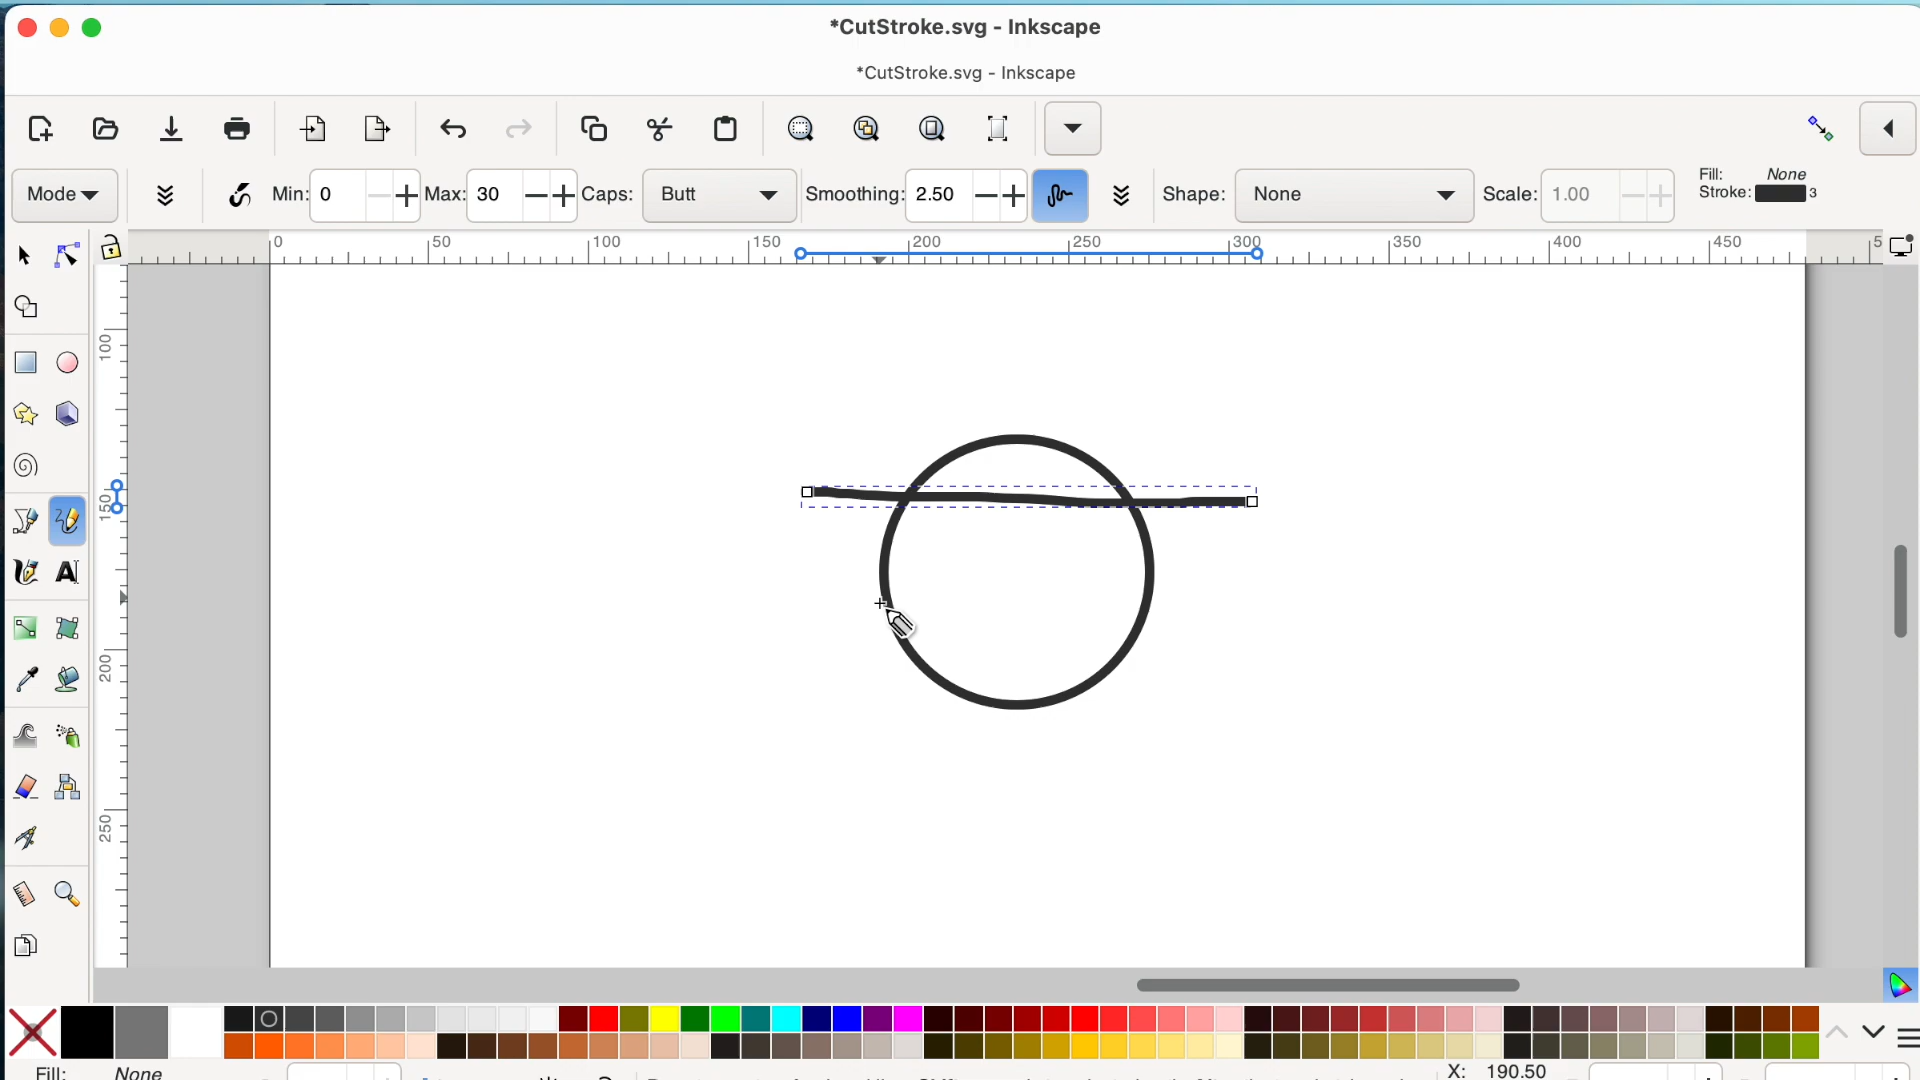 *CutStroke.svg - Inkscape
*CutStroke.svg - Inkscape
Mode Min: 0 Max: 30 Caps: Butt Smoothing: 2.50 Shape: None Scale: 1.00 Fill: None
Stroke: 3
0 50 100 150 200 250 300 350 400 450 5
100
150
200
250
Fill: None X: 190.50